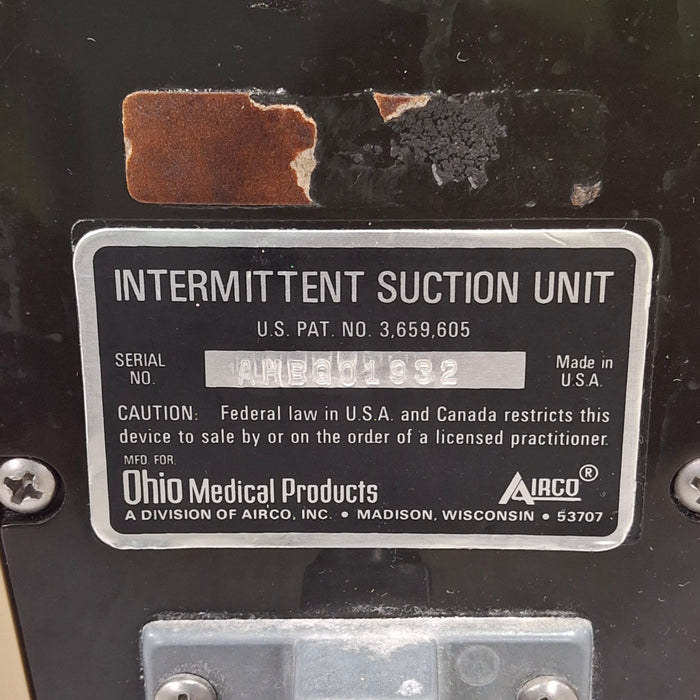 INTERMITTENT SUCTION UNIT
U.S. PAT. NO. 3,659,605
SERIAL NO. AMBG01932
Made in U.S.A.
CAUTION: Federal law in U.S.A. and Canada restricts this
device to sale by or on the order of a licensed practitioner.
MFD. FOR
Ohio Medical Products
AIRCO®
A DIVISION OF AIRCO, INC. • MADISON, WISCONSIN • 53707